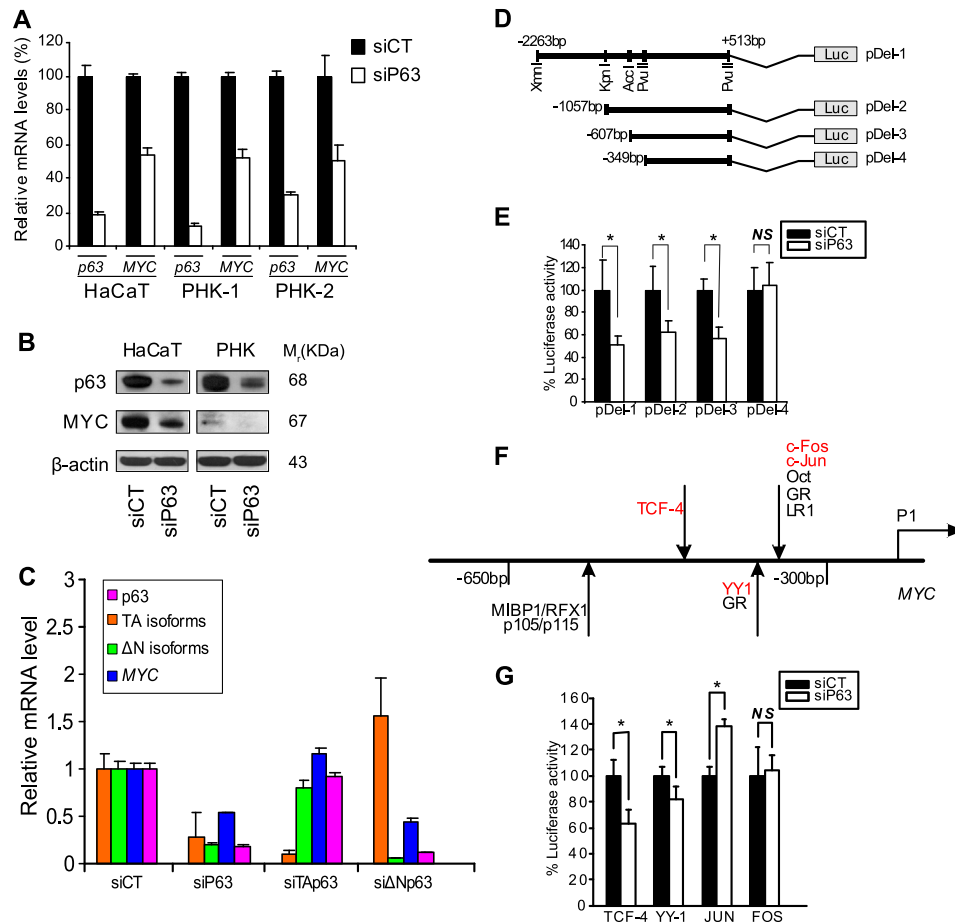 A
Relative mRNA levels (%)
120
100
80
60
40
20
0
siCT
siP63
p63 MYC p63 MYC p63 MYC
HaCaT PHK-1 PHK-2
B
HaCaT PHK Mr(KDa)
p63 68
MYC 67
β-actin 43
siCT siP63 siCT siP63
C
Relative mRNA level
3
2.5
2
1.5
1
0.5
0
p63
TA isoforms
ΔN isoforms
MYC
siCT siP63 siTAp63 siΔNp63
D
-2263bp +513bp
Luc pDel-1
Xmn I Kpn I Acc I Pvu II Pvu II
-1057bp Luc pDel-2
-607bp Luc pDel-3
-349bp Luc pDel-4
E
siCT
siP63
% Luciferase activity
140
120
100
80
60
40
20
0
* * * NS
pDel-1 pDel-2 pDel-3 pDel-4
F
c-Fos
c-Jun
Oct
GR
LR1
TCF-4
P1
-650bp
-300bp
MYC
MIBP1/RFX1
p105/p115
YY1
GR
G
siCT
siP63
% Luciferase activity
160
140
120
100
80
60
40
20
0
* * * NS
TCF-4 YY-1 JUN FOS